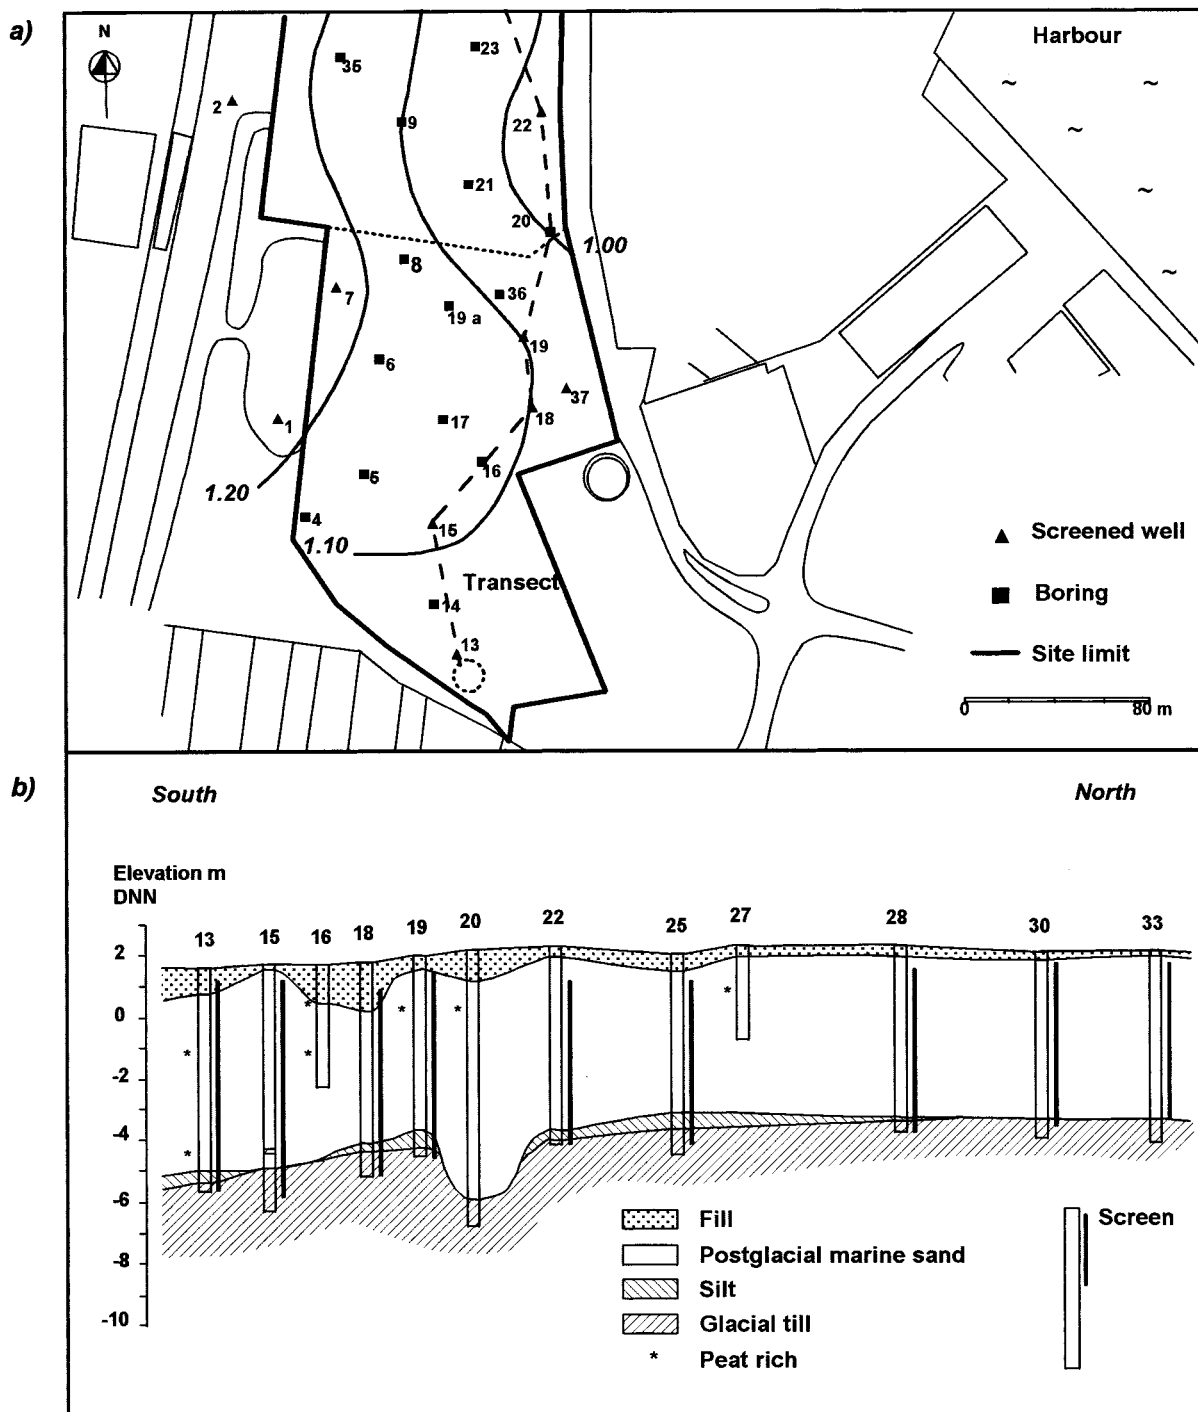 a)
N
Harbour
23
35
2
9
22
21
20
1.00
8
7
36
19 a
19
6
37
18
17
1
16
5
1.20
4
15
1.10
Transect
14
13
Screened well
Boring
Site limit
0 80 m
b)
South North
Elevation m
DNN
13 15 16 18 19 20 22 25 27 28 30 33
2
0
-2
-4
-6
-8
-10
*
*
*
*
*
*
*
Fill
Postglacial marine sand
Silt
Glacial till
* Peat rich
Screen